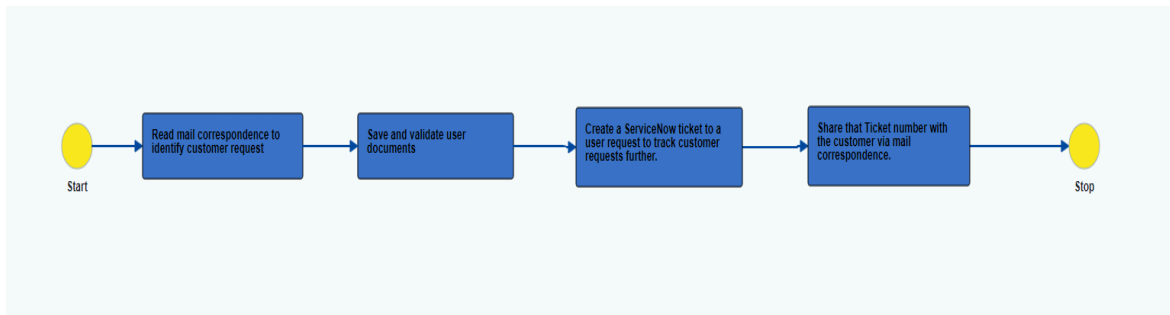 Start
Read mail correspondence to
identify customer request
Save and validate user
documents
Create a ServiceNow ticket to a
user request to track customer
requests further.
Share that Ticket number with
the customer via mail
correspondence.
Stop